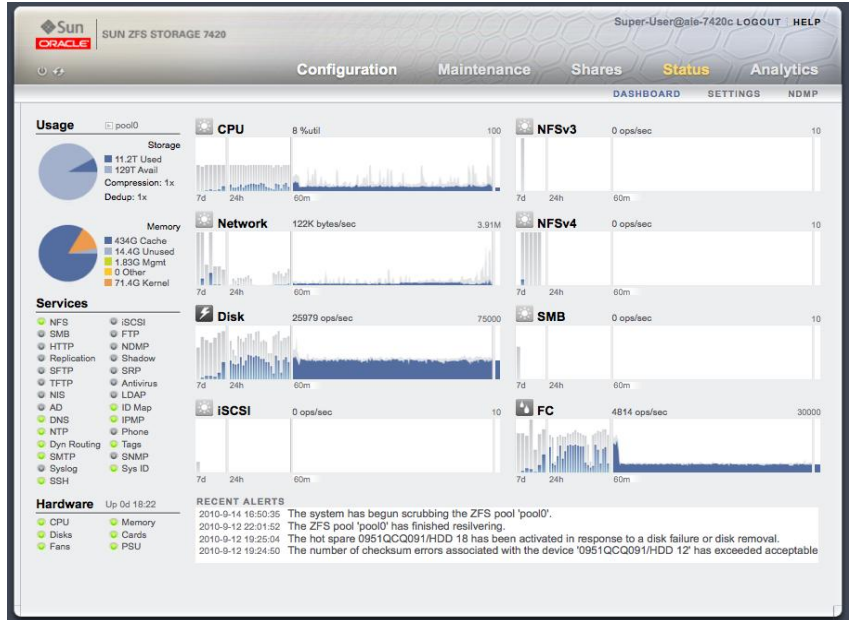 Sun
ORACLE
SUN ZFS STORAGE 7420
Super-User@aie-7420c LOGOUT HELP
Configuration Maintenance Shares Status Analytics
DASHBOARD SETTINGS NDMP
Usage pool0
Storage
11.2T Used
129T Avail
Compression: 1x
Dedup: 1x
Memory
434G Cache
14.4G Unused
1.83G Mgmt
0 Other
71.4G Kernel
Services
NFS iSCSI
SMB FTP
HTTP NDMP
Replication Shadow
SFTP SRP
TFTP Antivirus
NIS LDAP
AD ID Map
DNS IPMP
NTP Phone
Dyn Routing Tags
SMTP SNMP
Syslog Sys ID
SSH
Hardware Up 0d 18:22
CPU Memory
Disks Cards
Fans PSU
CPU 8 %util 100
7d 24h 60m
Network 122K bytes/sec 3.91M
7d 24h 60m
Disk 25979 ops/sec 75000
7d 24h 60m
iSCSI 0 ops/sec 10
7d 24h 60m
NFSv3 0 ops/sec 10
7d 24h 60m
NFSv4 0 ops/sec 10
7d 24h 60m
SMB 0 ops/sec 10
7d 24h 60m
FC 4814 ops/sec 30000
7d 24h 60m
RECENT ALERTS
2010-9-14 16:50:35 The system has begun scrubbing the ZFS pool 'pool0'.
2010-9-12 22:01:52 The ZFS pool 'pool0' has finished resilvering.
2010-9-12 19:25:04 The hot spare 0951QCQ091/HDD 18 has been activated in response to a disk failure or disk removal.
2010-9-12 19:24:50 The number of checksum errors associated with the device '0951QCQ091/HDD 12' has exceeded acceptable